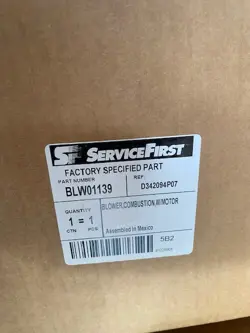 SF SERVICEFIRST
FACTORY SPECIFIED PART
PART NUMBER REF:
BLW01139 D342094P07
QUANTITY BLOWER,COMBUSTION,W/MOTOR
1 = 1
CTN PCS Assembled In Mexico
5B2